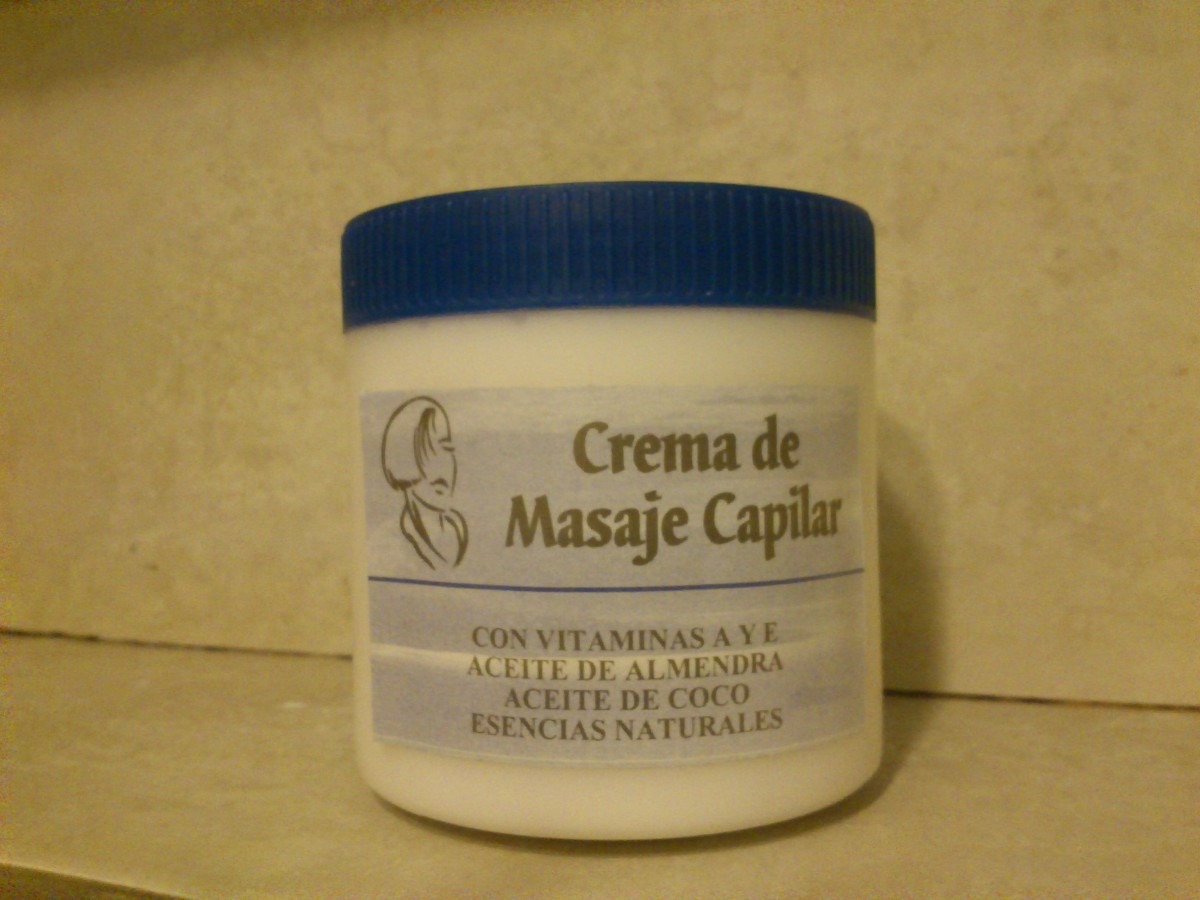 Crema de
Masaje Capilar
CON VITAMINAS A Y E
ACEITE DE ALMENDRA
ACEITE DE COCO
ESENCIAS NATURALES